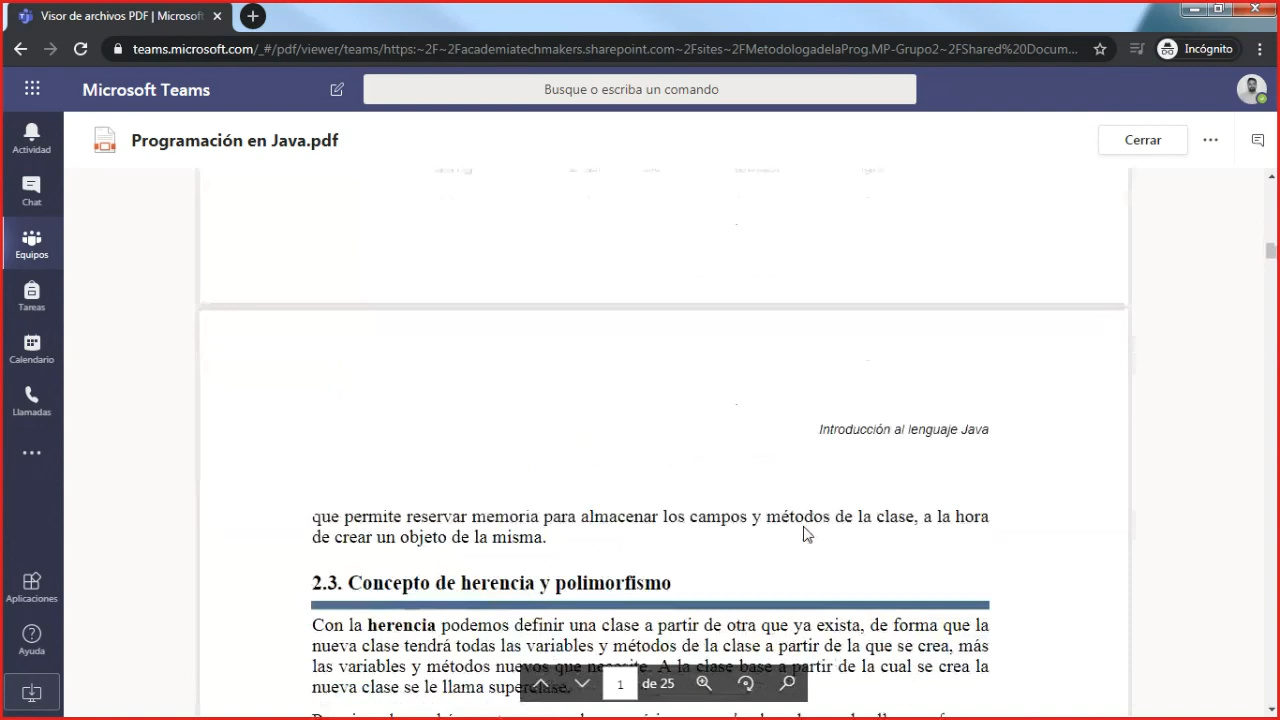 Visor de archivos PDF | Microsoft
teams.microsoft.com/_#/pdf/viewer/teams/https:~2F~2Facademiatechmakers.sharepoint.com~2Fsites~2FMetodologadelaProg.MP-Grupo2~2FShared%20Docum...
Incógnito
Microsoft Teams
Busque o escriba un comando
Actividad
Chat
Equipos
Tareas
Calendario
Llamadas
Aplicaciones
Ayuda
Programación en Java.pdf
Cerrar
Introducción al lenguaje Java
que permite reservar memoria para almacenar los campos y métodos de la clase, a la hora
de crear un objeto de la misma.
2.3. Concepto de herencia y polimorfismo
Con la herencia podemos definir una clase a partir de otra que ya exista, de forma que la
nueva clase tendrá todas las variables y métodos de la clase a partir de la que se crea, más
las variables y métodos nuevos que necesite. A la clase base a partir de la cual se crea la
nueva clase se le llama superclase.
1 de 25